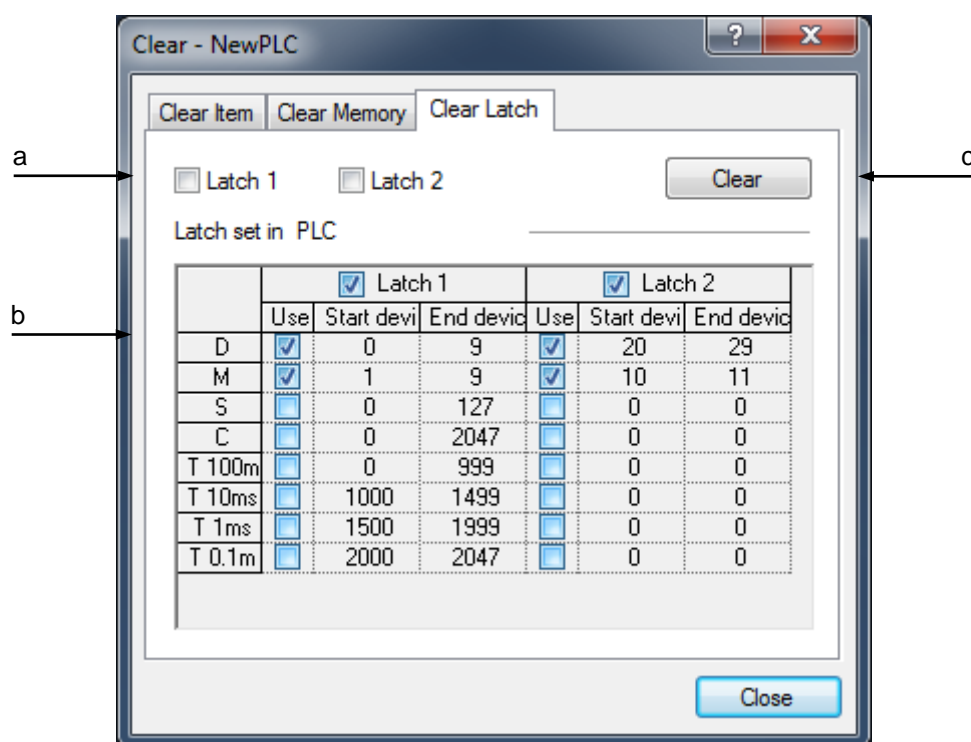 Clear - NewPLC ? X
Clear Item Clear Memory Clear Latch
a
Latch 1 Latch 2 Clear
c
Latch set in PLC
b
Latch 1 Latch 2
Use Start devi End devic Use Start devi End devic
D 0 9 20 29
M 1 9 10 11
S 0 127 0 0
C 0 2047 0 0
T 100m 0 999 0 0
T 10ms 1000 1499 0 0
T 1ms 1500 1999 0 0
T 0.1m 2000 2047 0 0
Close